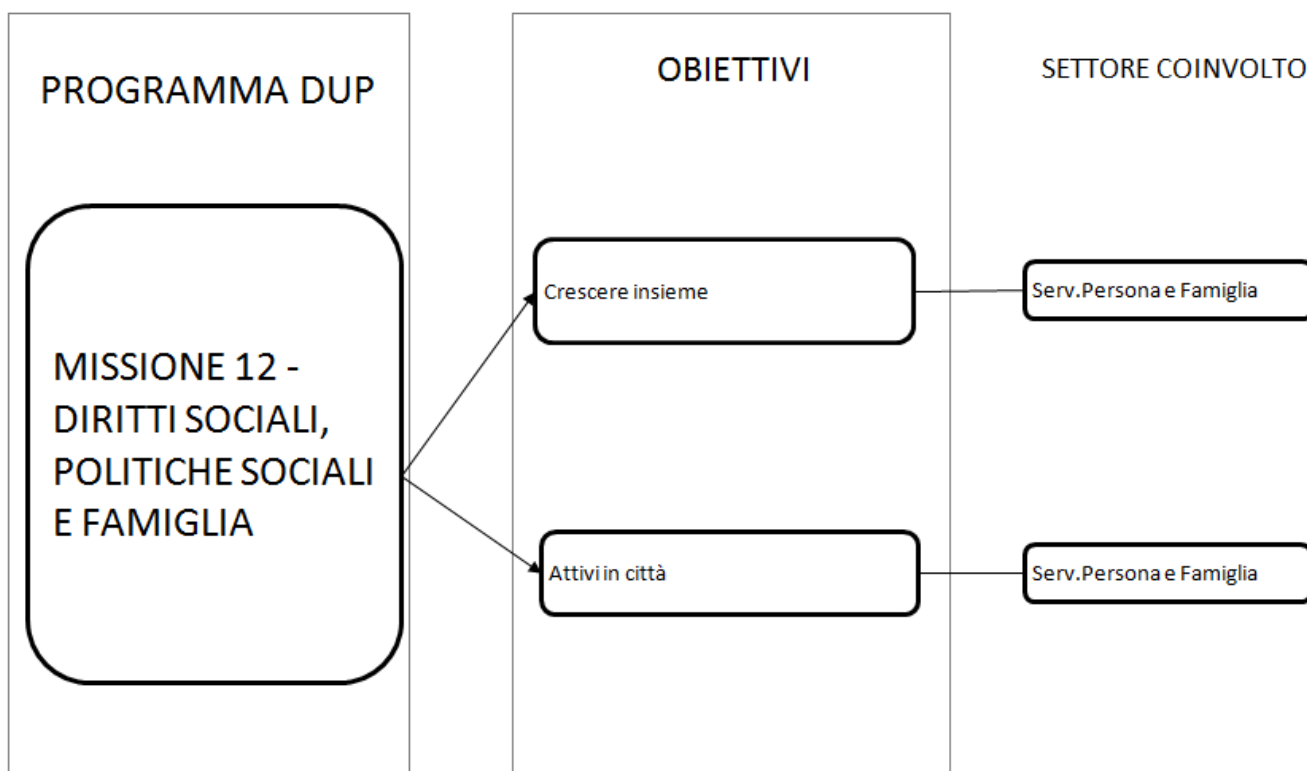 PROGRAMMA DUP
OBIETTIVI
SETTORE COINVOLTO
MISSIONE 12 -
DIRITTI SOCIALI,
POLITICHE SOCIALI
E FAMIGLIA
Crescere insieme
Serv.Persona e Famiglia
Attivi in città
Serv.Persona e Famiglia